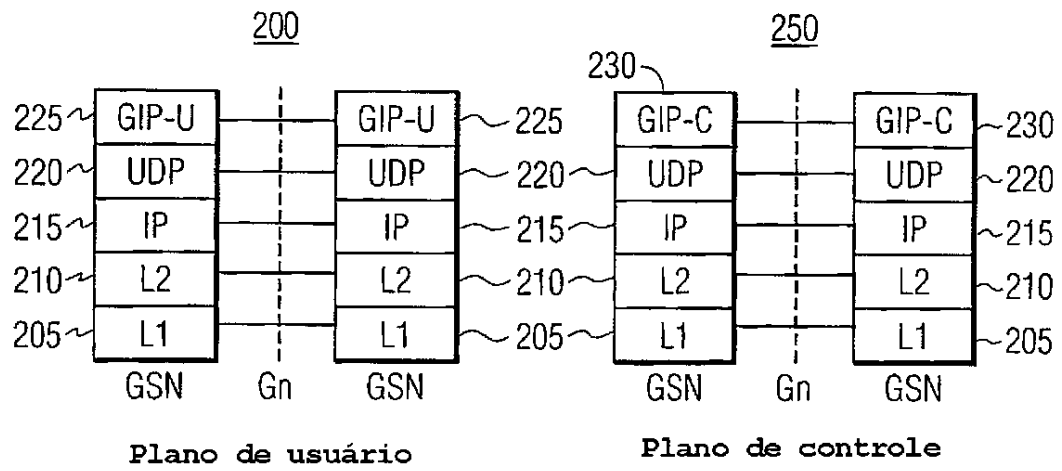 200 250
230
225 GIP-U GIP-U 225 GIP-C GIP-C 230
220 UDP UDP 220 UDP UDP 220
215 IP IP 215 IP IP 215
210 L2 L2 210 L2 L2 210
205 L1 L1 205 L1 L1 205
GSN Gn GSN GSN Gn GSN
Plano de usuário Plano de controle